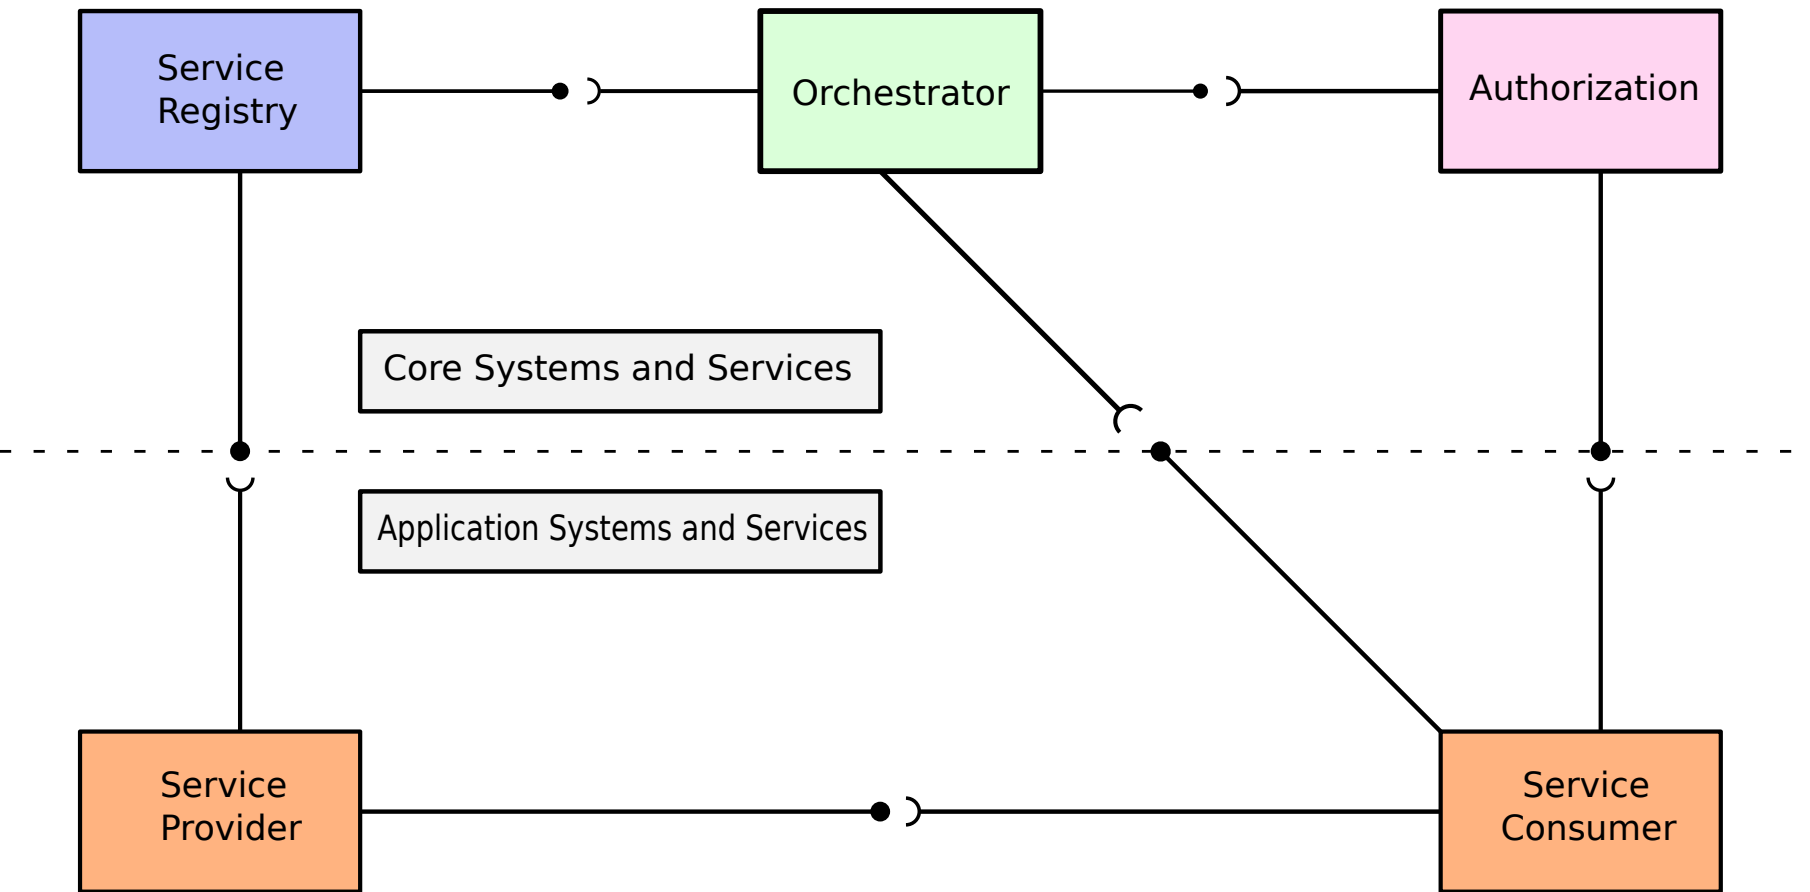 Service
Registry
Orchestrator
Authorization
Core Systems and Services
Application Systems and Services
Service
Provider
Service
Consumer